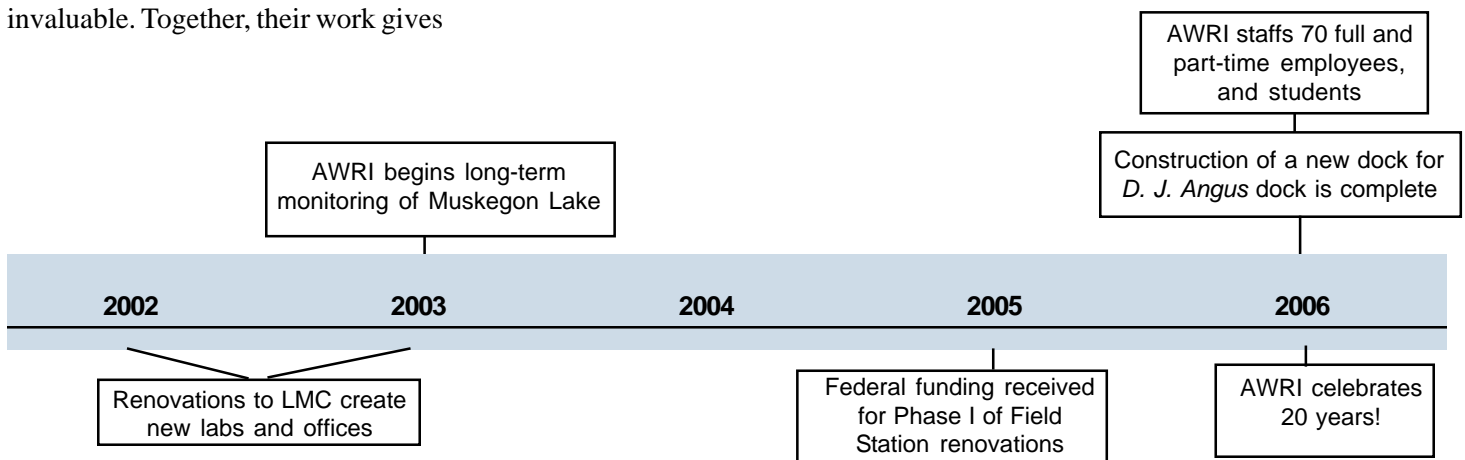 invaluable. Together, their work gives
AWRI staffs 70 full and
part-time employees,
and students
AWRI begins long-term
monitoring of Muskegon Lake
Construction of a new dock for
D. J. Angus dock is complete
2002 2003 2004 2005 2006
Renovations to LMC create
new labs and offices
Federal funding received
for Phase I of Field
Station renovations
AWRI celebrates
20 years!